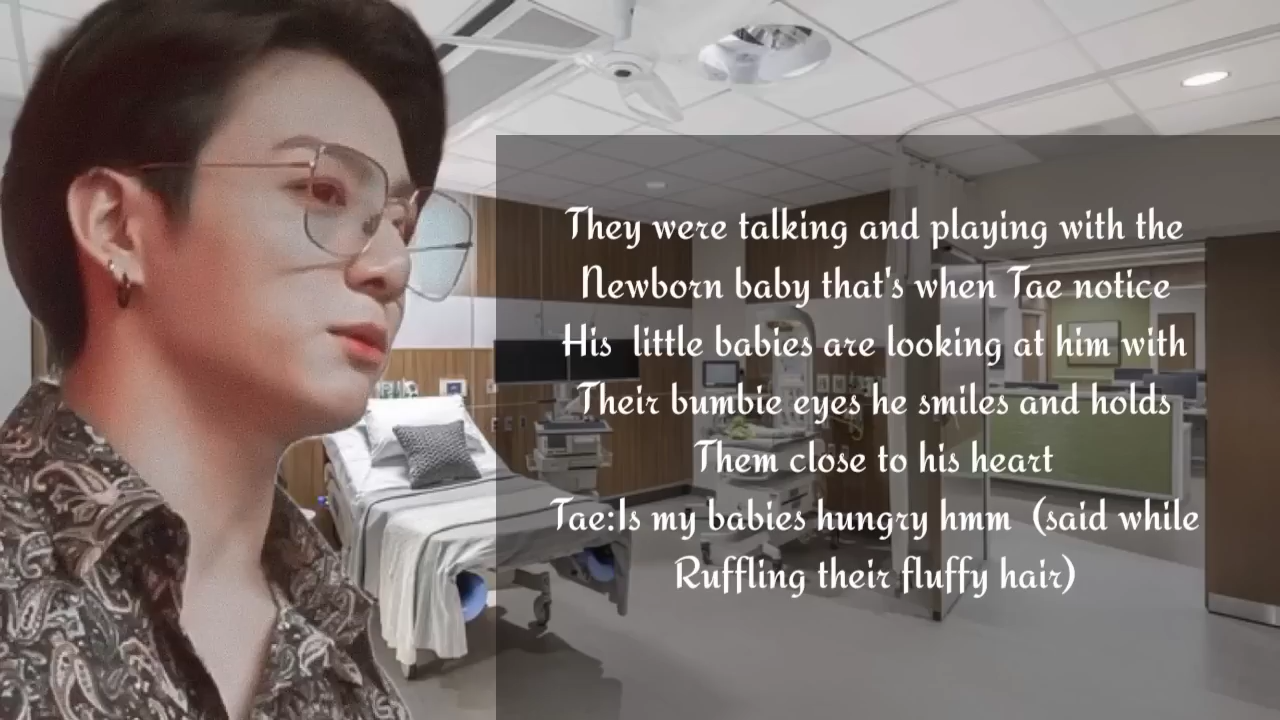 They were talking and playing with the
Newborn baby that's when Tae notice
His little babies are looking at him with
Their bumbie eyes he smiles and holds
Them close to his heart
Tae:Is my babies hungry hmm (said while
Ruffling their fluffy hair)